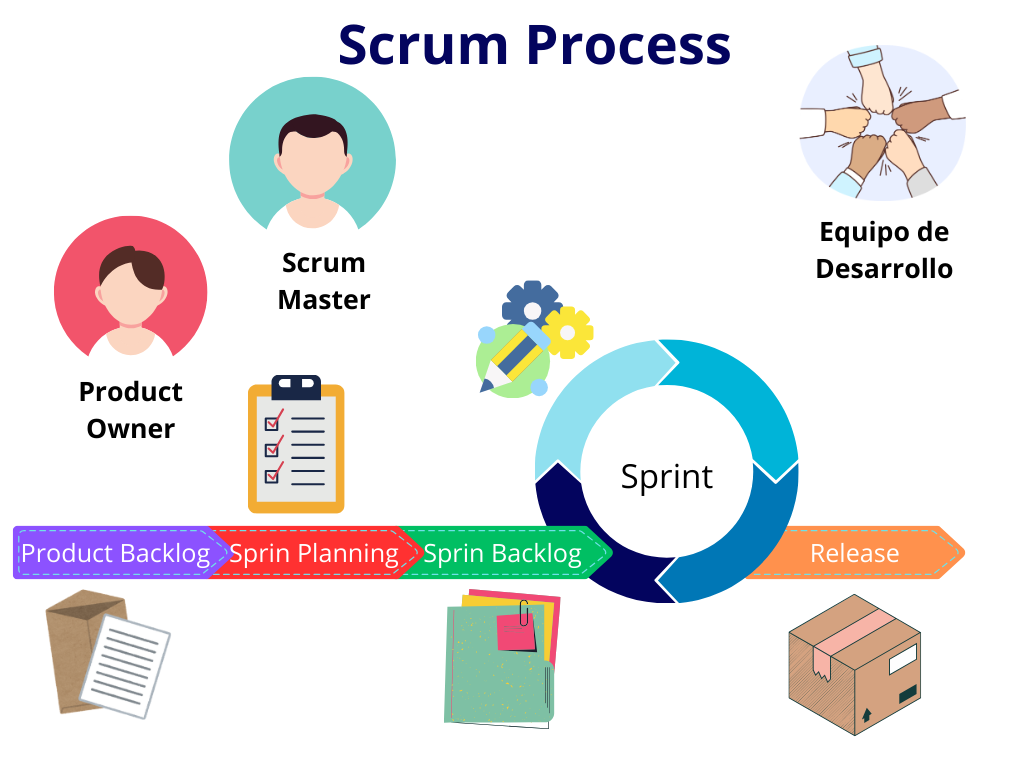 Scrum Process
Scrum
Master
Equipo de
Desarrollo
Product
Owner
Sprint
Product Backlog
Sprin Planning
Sprin Backlog
Release